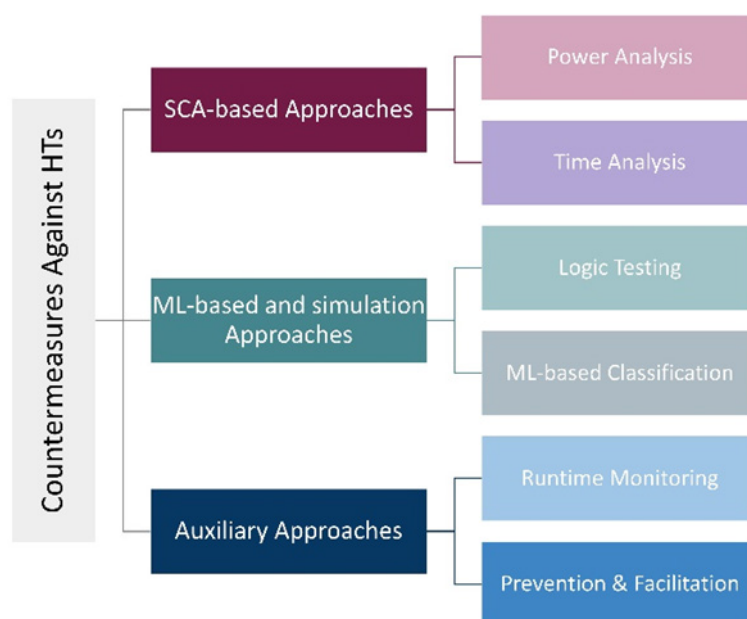 Countermeasures Against HTs
SCA-based Approaches
Power Analysis
Time Analysis
ML-based and simulation
Approaches
Logic Testing
ML-based Classification
Auxiliary Approaches
Runtime Monitoring
Prevention & Facilitation